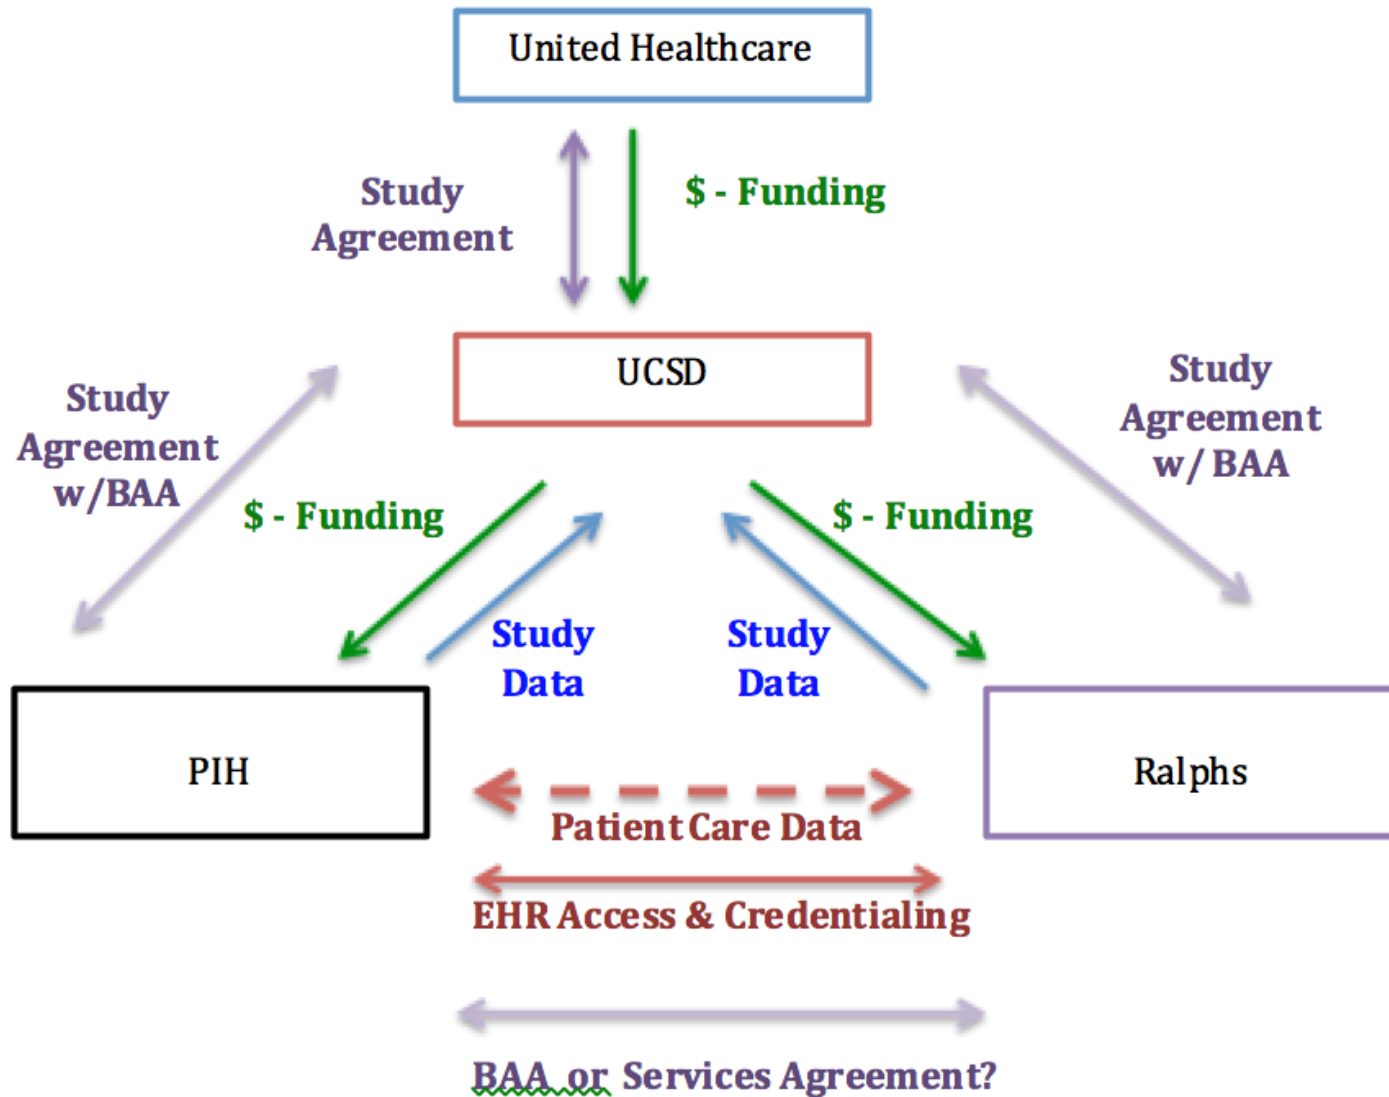 United Healthcare
Study
Agreement
$ - Funding
UCSD
Study
Agreement
w/BAA
Study
Agreement
w/ BAA
$ - Funding
$ - Funding
Study
Data
Study
Data
PIH
Ralphs
Patient Care Data
EHR Access & Credentialing
BAA or Services Agreement?